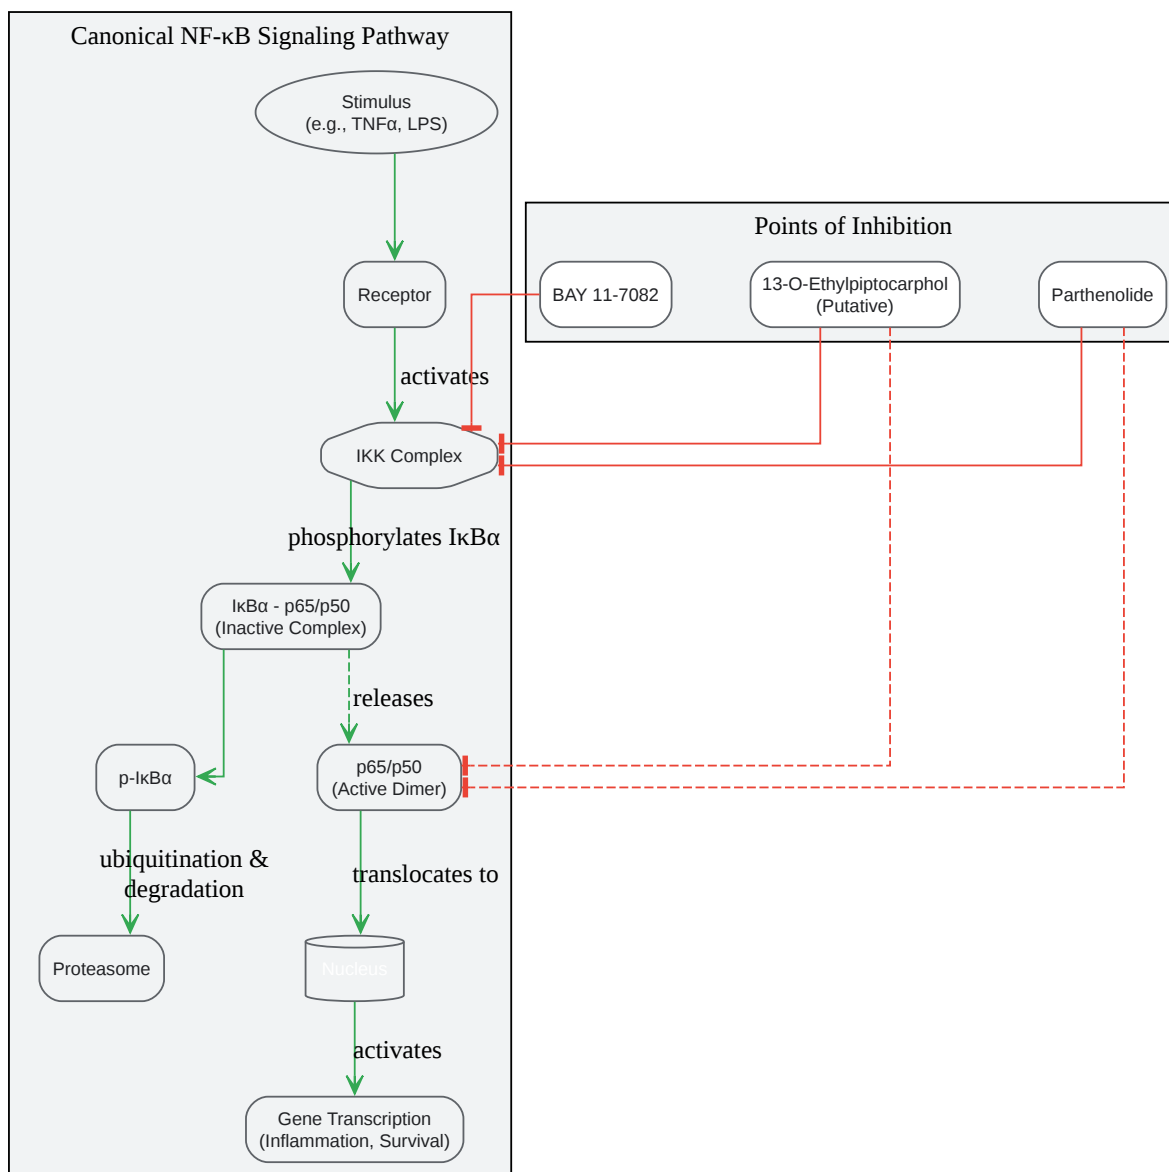 Canonical NF-κB Signaling Pathway
Stimulus
(e.g., TNFα, LPS)
Points of Inhibition
Receptor
BAY 11-7082
13-O-Ethylpiptocarphol
(Putative)
Parthenolide
activates
IKK Complex
phosphorylates IκBα
IκBα - p65/p50
(Inactive Complex)
releases
p-IκBα
p65/p50
(Active Dimer)
ubiquitination &
degradation
translocates to
Proteasome
Nucleus
activates
Gene Transcription
(Inflammation, Survival)